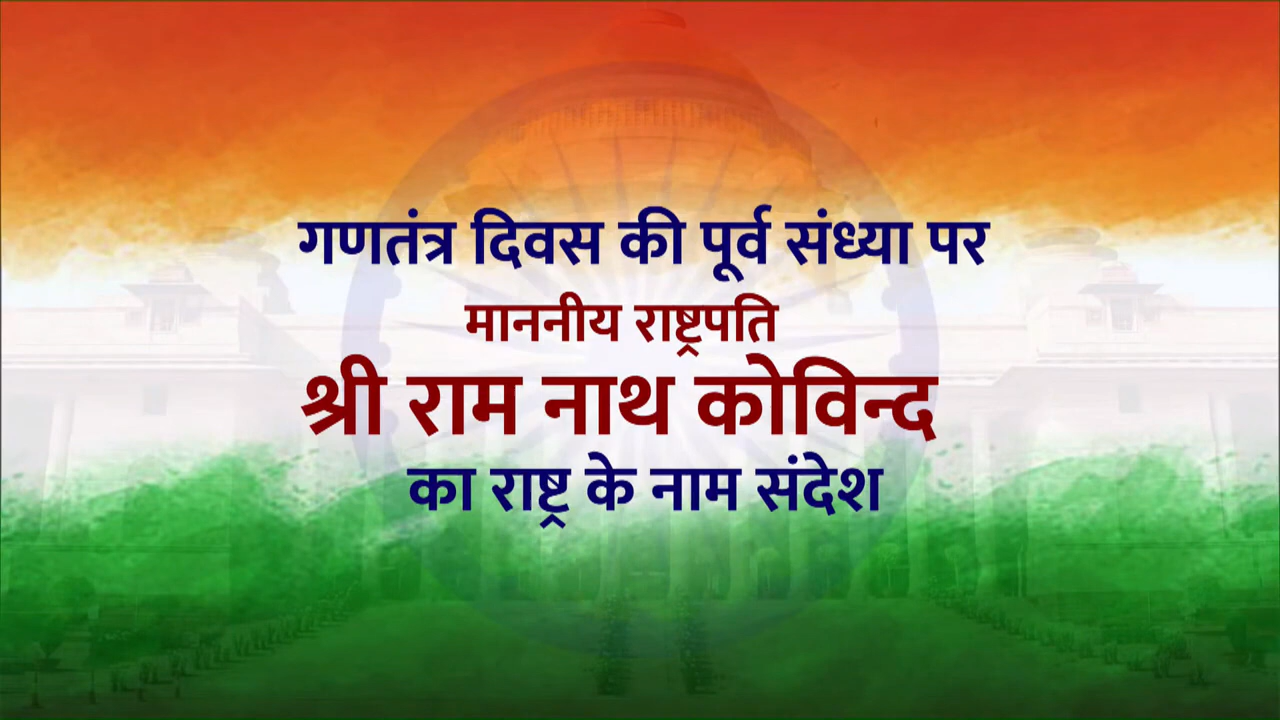 गणतंत्र दिवस की पूर्व संध्या पर
माननीय राष्ट्रपति
श्री राम नाथ कोविन्द
का राष्ट्र के नाम संदेश